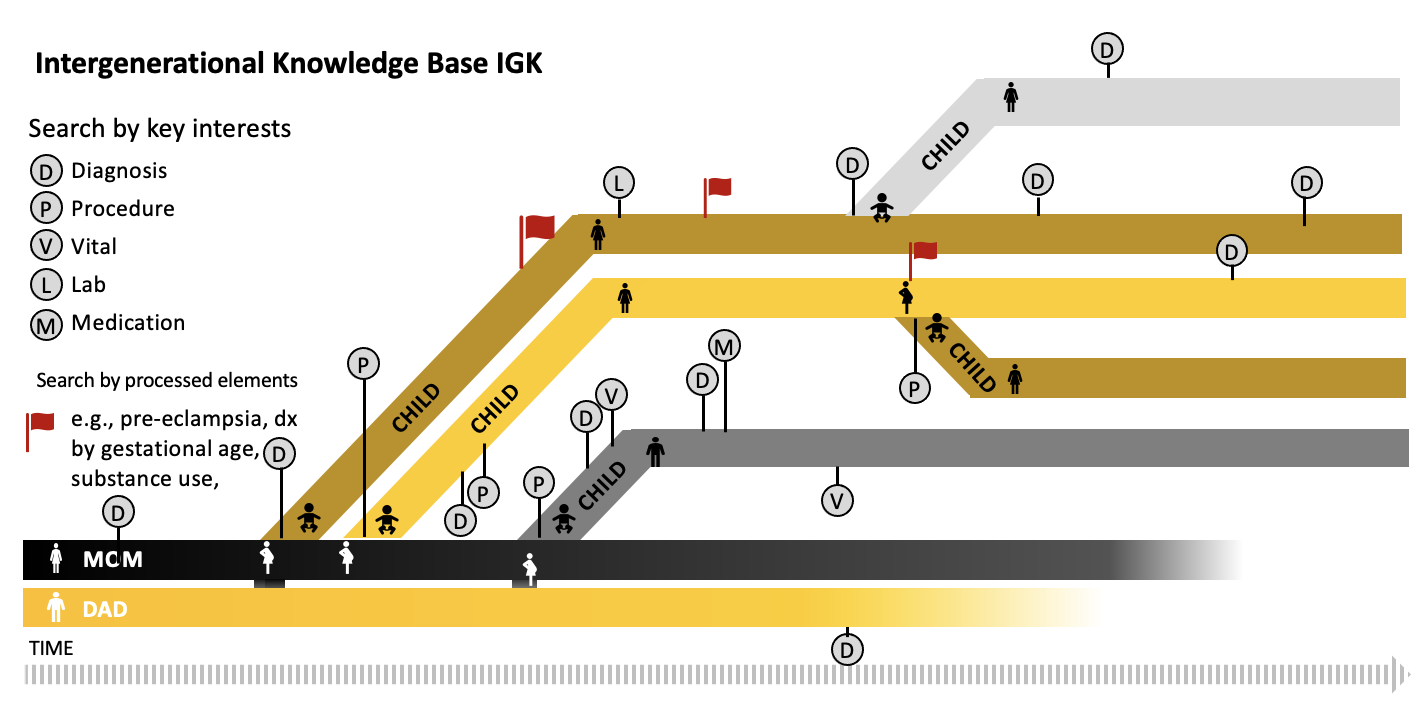 Intergenerational Knowledge Base IGK
Search by key interests
D Diagnosis
P Procedure
V Vital
L Lab
M Medication
Search by processed elements
e.g., pre-eclampsia, dx
by gestational age,
substance use,
D
D
P
CHILD
CHILD
D
P
P
D
V
CHILD
D
M
V
L
D
CHILD
D
D
D
D
P
CHILD
MOM
DAD
D
TIME